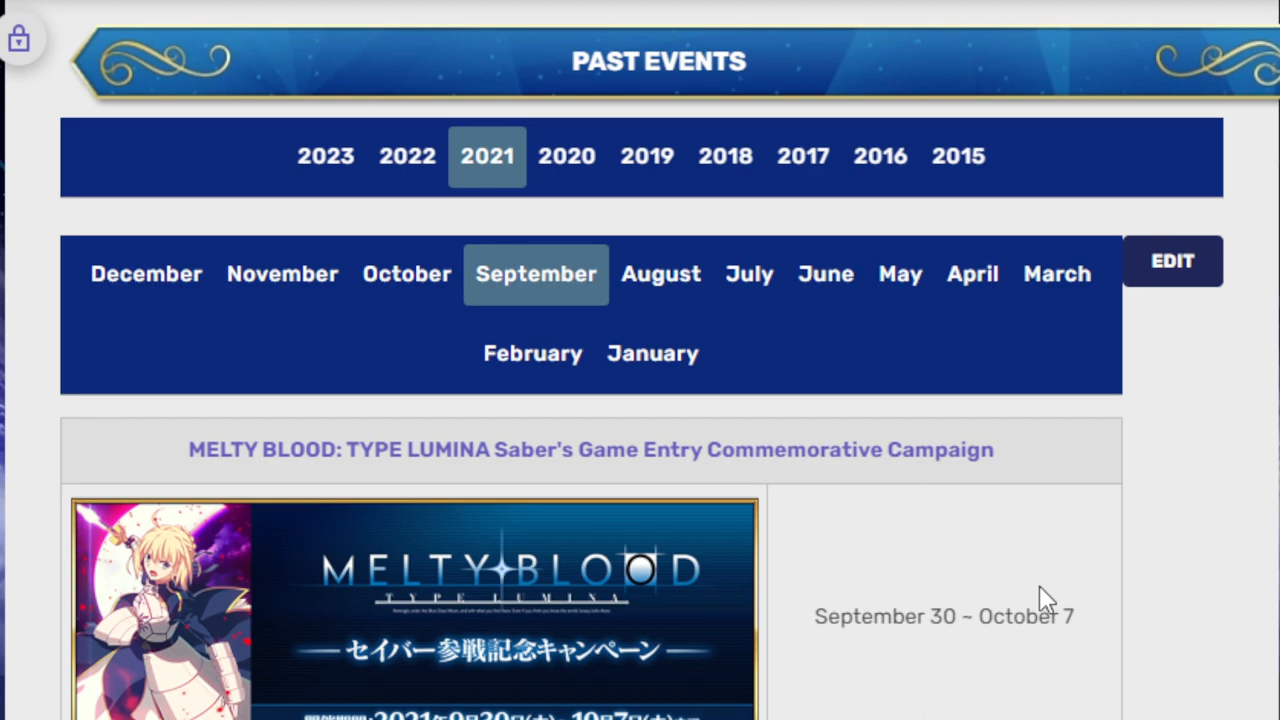 PAST EVENTS
2023 2022 2021 2020 2019 2018 2017 2016 2015
December November October September August July June May April March
EDIT
February January
MELTY BLOOD: TYPE LUMINA Saber's Game Entry Commemorative Campaign
MELTY BLOOD
TYPE LUMINA
セイバー参戦記念キャンペーン
September 30 ~ October 7